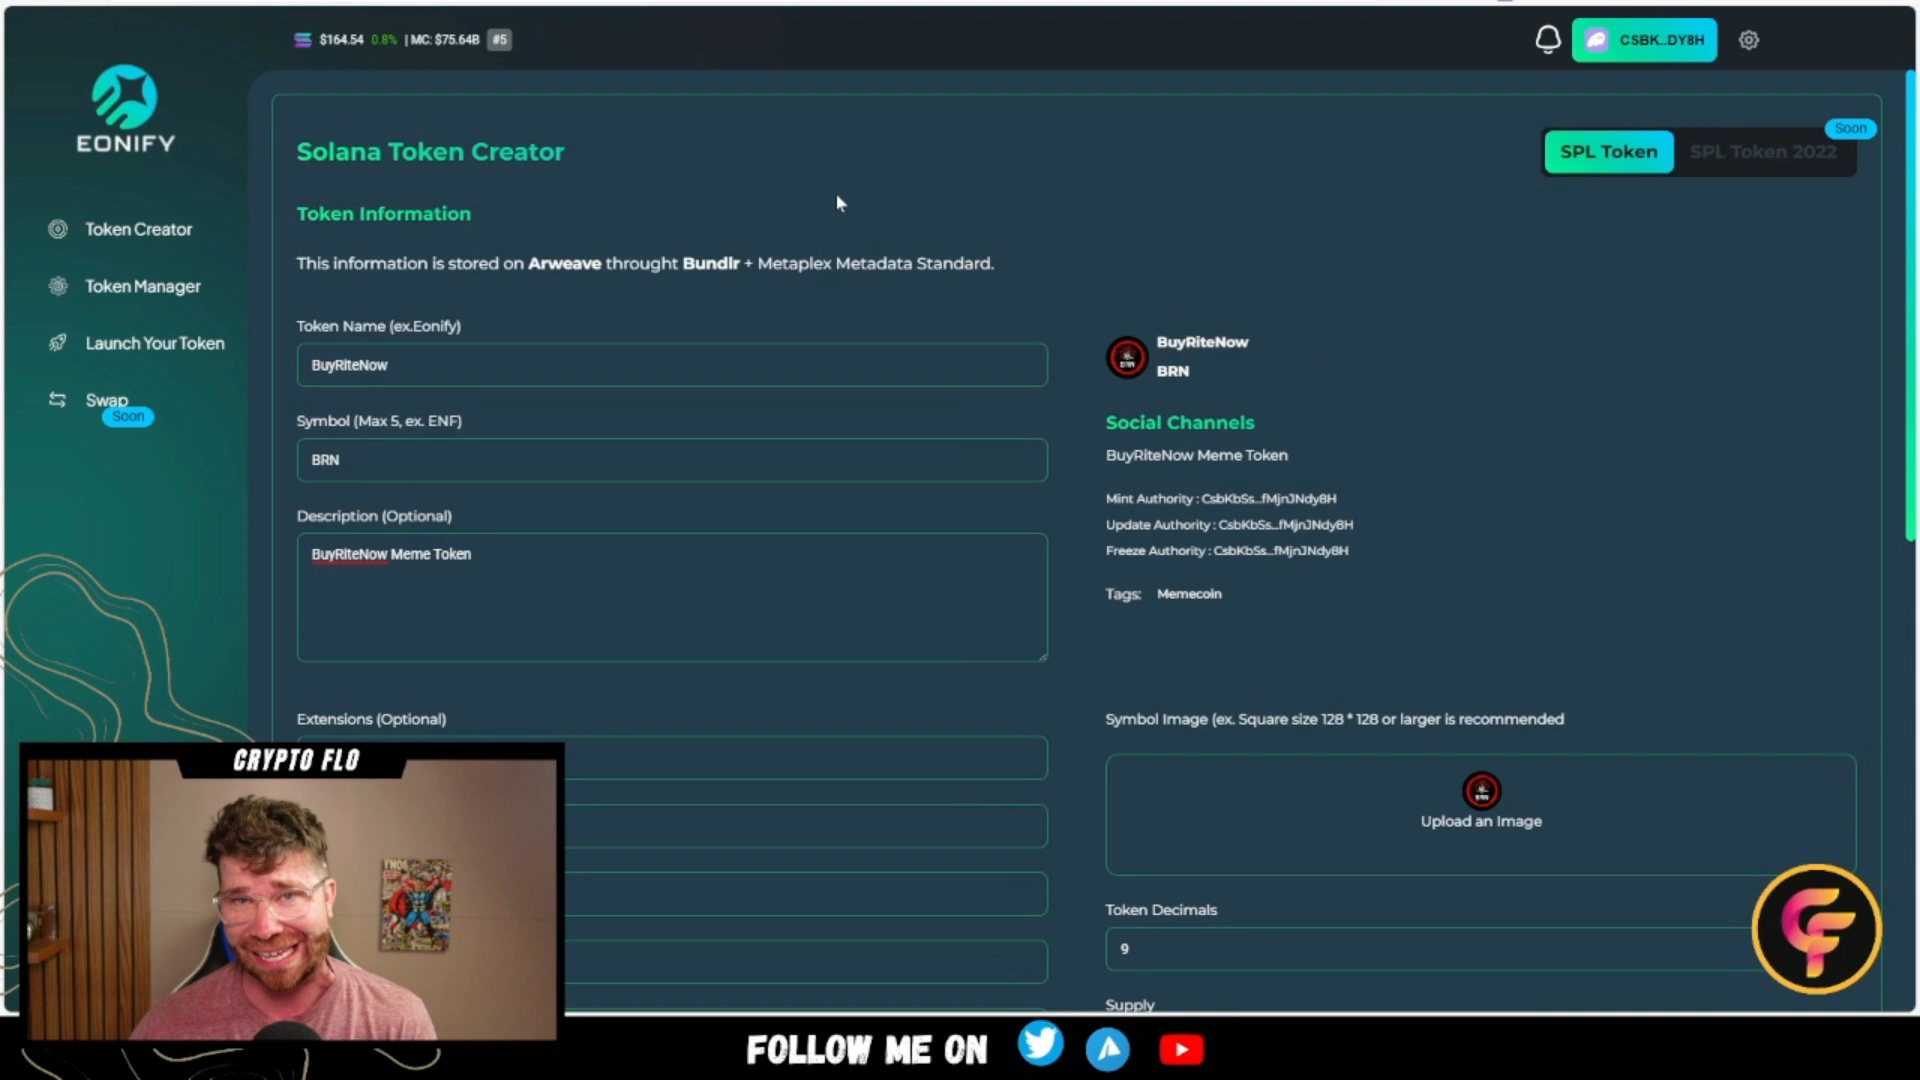 $164.54 0.8% | MC: $75.64B #5
CSBK...DY8H
EONIFY
Token Creator
Token Manager
Launch Your Token
Swap
Soon
Solana Token Creator
SPL Token
SPL Token 2022
Soon
Token Information
This information is stored on Arweave throught Bundlr + Metaplex Metadata Standard.
Token Name (ex.Eonify)
BuyRiteNow
Symbol (Max 5, ex. ENF)
BRN
Description (Optional)
BuyRiteNow Meme Token
Extensions (Optional)
BRN
BuyRiteNow
BRN
Social Channels
BuyRiteNow Meme Token
Mint Authority : CsbKbSs...fMjnJNdy8H
Update Authority : CsbKbSs...fMjnJNdy8H
Freeze Authority : CsbKbSs...fMjnJNdy8H
Tags: Memecoin
Symbol Image (ex. Square size 128 * 128 or larger is recommended
BRN
Upload an Image
Token Decimals
9
Supply
CRYPTO FLO
THOR
FOLLOW ME ON